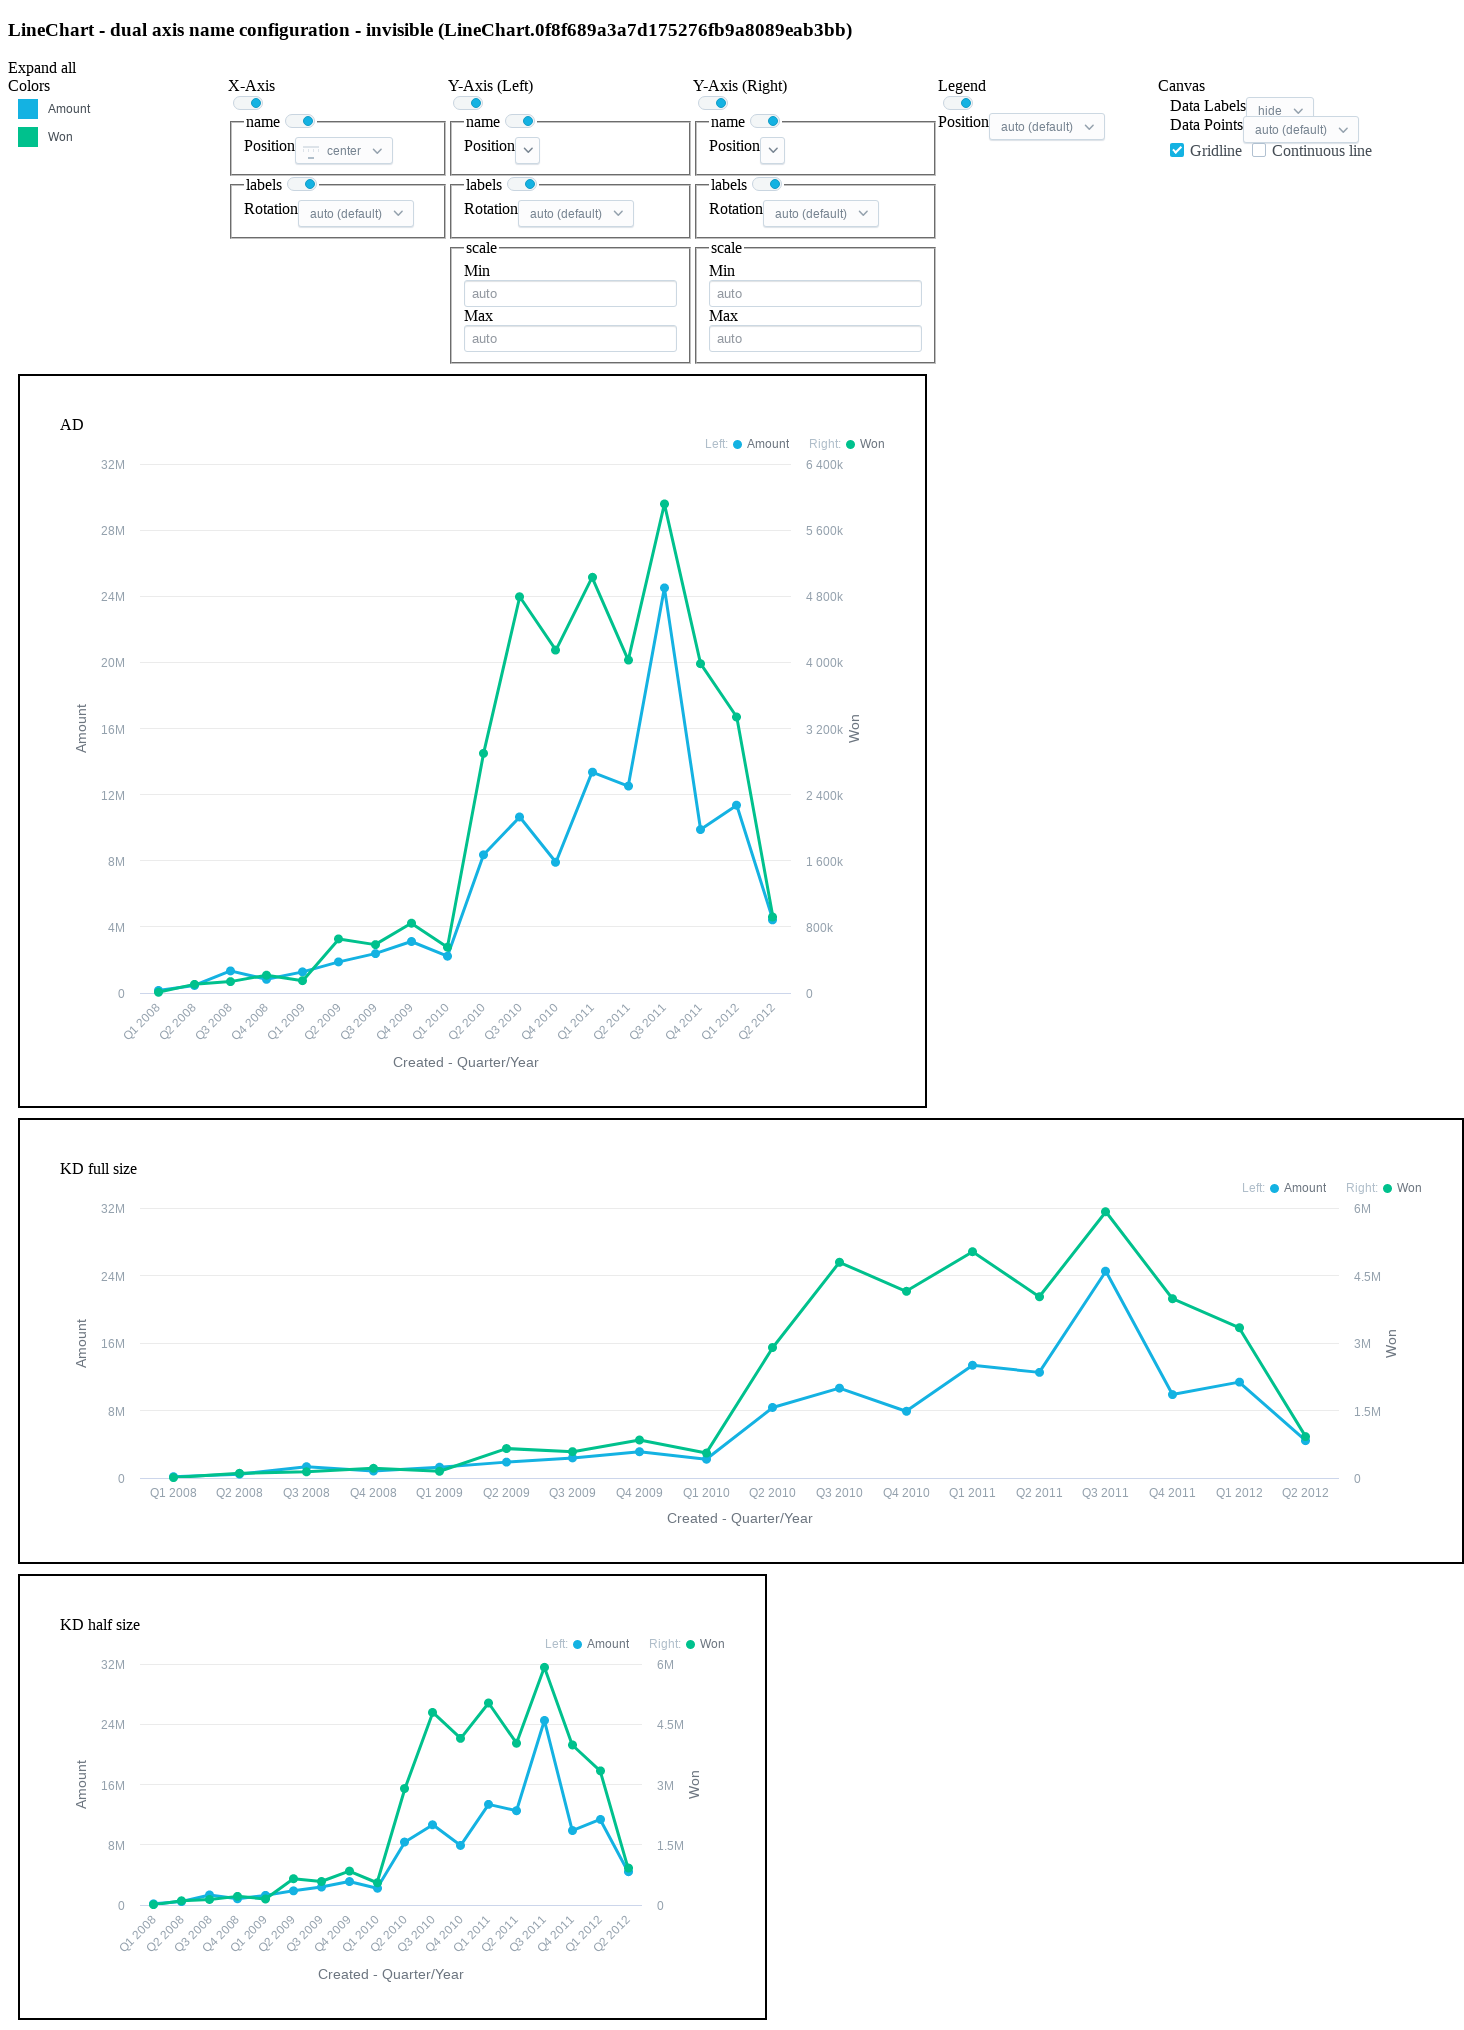 LineChart - dual axis name configuration - invisible (LineChart.0f8f689a3a7d175276fb9a8089eab3bb)
Expand all
Colors
Amount
Won
X-Axis
name
Position center
labels
Rotation auto (default)
Y-Axis (Left)
name
Position
labels
Rotation auto (default)
scale
Min
auto
Max
auto
Y-Axis (Right)
name
Position
labels
Rotation auto (default)
scale
Min
auto
Max
auto
Legend
Position auto (default)
Canvas
Data Labels hide
Data Points auto (default)
Gridline Continuous line
AD
Left: Amount Right: Won
32M 6 400k
28M 5 600k
24M 4 800k
20M 4 000k
16M 3 200k
12M 2 400k
8M 1 600k
4M 800k
0 0
Amount
Won
Q1 2008 Q2 2008 Q3 2008 Q4 2008 Q1 2009 Q2 2009 Q3 2009 Q4 2009 Q1 2010 Q2 2010 Q3 2010 Q4 2010 Q1 2011 Q2 2011 Q3 2011 Q4 2011 Q1 2012 Q2 2012
Created - Quarter/Year
KD full size
Left: Amount Right: Won
32M 6M
24M 4.5M
16M 3M
8M 1.5M
0 0
Amount
Won
Q1 2008 Q2 2008 Q3 2008 Q4 2008 Q1 2009 Q2 2009 Q3 2009 Q4 2009 Q1 2010 Q2 2010 Q3 2010 Q4 2010 Q1 2011 Q2 2011 Q3 2011 Q4 2011 Q1 2012 Q2 2012
Created - Quarter/Year
KD half size
Left: Amount Right: Won
32M 6M
24M 4.5M
16M 3M
8M 1.5M
0 0
Amount
Won
Q1 2008 Q2 2008 Q3 2008 Q4 2008 Q1 2009 Q2 2009 Q3 2009 Q4 2009 Q1 2010 Q2 2010 Q3 2010 Q4 2010 Q1 2011 Q2 2011 Q3 2011 Q4 2011 Q1 2012 Q2 2012
Created - Quarter/Year